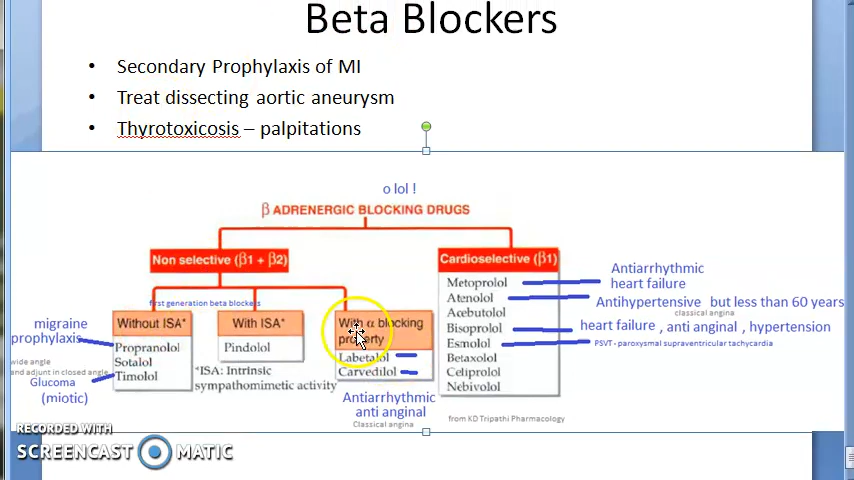 Beta Blockers
• Secondary Prophylaxis of MI
• Treat dissecting aortic aneurysm
• Thyrotoxicosis – palpitations
o lol !
β ADRENERGIC BLOCKING DRUGS
Non selective (β1 + β2)
Cardioselective (β1)
first generation beta blockers
Without ISA*
With ISA*
With α blocking
property
Propranolol
Sotalol
Timolol
Pindolol
*ISA: Intrinsic
sympathomimetic activity
Labetalol
Carvedilol
Metoprolol
Atenolol
Acebutolol
Bisoprolol
Esmolol
Betaxolol
Celiprolol
Nebivolol
migraine
prophylaxis
wide angle
and adjunt in closed angle
Glucoma
(miotic)
Antiarrhythmic
anti anginal
Classical angina
Antiarrhythmic
heart failure
Antihypertensive but less than 60 years
classical angina
heart failure , anti anginal , hypertension
PSVT - paroxysmal supraventricular tachycardia
from KD Tripathi Pharmacology
RECORDED WITH
SCREENCAST MATIC